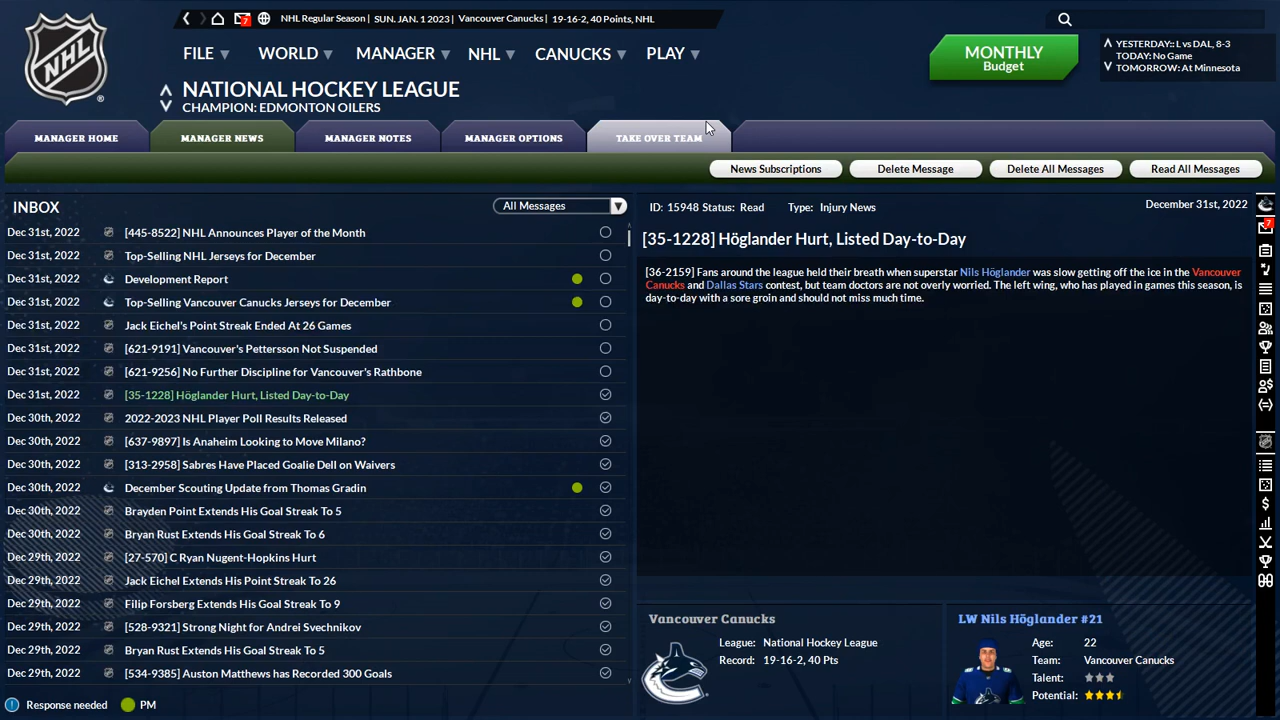 NHL Regular Season | SUN. JAN. 1 2023 | Vancouver Canucks | 19-16-2, 40 Points, NHL
7
FILE WORLD MANAGER NHL CANUCKS PLAY
MONTHLY
Budget
YESTERDAY:: L vs DAL, 8-3
TODAY: No Game
TOMORROW: At Minnesota
NHL
NATIONAL HOCKEY LEAGUE
CHAMPION: EDMONTON OILERS
MANAGER HOME MANAGER NEWS MANAGER NOTES MANAGER OPTIONS TAKE OVER TEAM
News Subscriptions Delete Message Delete All Messages Read All Messages
INBOX All Messages
Dec 31st, 2022 [445-8522] NHL Announces Player of the Month
Dec 31st, 2022 Top-Selling NHL Jerseys for December
Dec 31st, 2022 Development Report
Dec 31st, 2022 Top-Selling Vancouver Canucks Jerseys for December
Dec 31st, 2022 Jack Eichel's Point Streak Ended At 26 Games
Dec 31st, 2022 [621-9191] Vancouver's Pettersson Not Suspended
Dec 31st, 2022 [621-9256] No Further Discipline for Vancouver's Rathbone
Dec 31st, 2022 [35-1228] Höglander Hurt, Listed Day-to-Day
Dec 30th, 2022 2022-2023 NHL Player Poll Results Released
Dec 30th, 2022 [637-9897] Is Anaheim Looking to Move Milano?
Dec 30th, 2022 [313-2958] Sabres Have Placed Goalie Dell on Waivers
Dec 30th, 2022 December Scouting Update from Thomas Gradin
Dec 30th, 2022 Brayden Point Extends His Goal Streak To 5
Dec 30th, 2022 Bryan Rust Extends His Goal Streak To 6
Dec 29th, 2022 [27-570] C Ryan Nugent-Hopkins Hurt
Dec 29th, 2022 Jack Eichel Extends His Point Streak To 26
Dec 29th, 2022 Filip Forsberg Extends His Goal Streak To 9
Dec 29th, 2022 [528-9321] Strong Night for Andrei Svechnikov
Dec 29th, 2022 Bryan Rust Extends His Goal Streak To 5
Dec 29th, 2022 [534-9385] Auston Matthews has Recorded 300 Goals
Response needed PM
ID: 15948 Status: Read Type: Injury News December 31st, 2022
[35-1228] Höglander Hurt, Listed Day-to-Day
[36-2159] Fans around the league held their breath when superstar Nils Höglander was slow getting off the ice in the Vancouver
Canucks and Dallas Stars contest, but team doctors are not overly worried. The left wing, who has played in games this season, is
day-to-day with a sore groin and should not miss much time.
Vancouver Canucks
League: National Hockey League
Record: 19-16-2, 40 Pts
LW Nils Höglander #21
Age: 22
Team: Vancouver Canucks
Talent:
Potential:
7